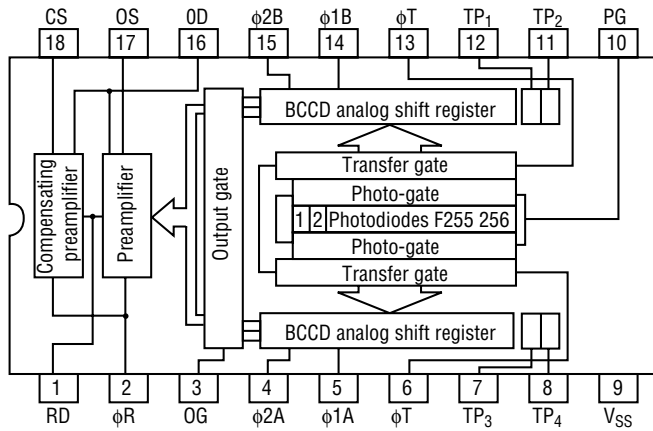 CS OS 0D ϕ2B ϕ1B ϕT TP1 TP2 PG
18 17 16 15 14 13 12 11 10
BCCD analog shift register
Transfer gate
Photo-gate
1 2 Photodiodes F255 256
Photo-gate
Transfer gate
BCCD analog shift register
Compensating
preamplifier
Preamplifier
Output gate
1 2 3 4 5 6 7 8 9
RD ϕR OG ϕ2A ϕ1A ϕT TP3 TP4 VSS